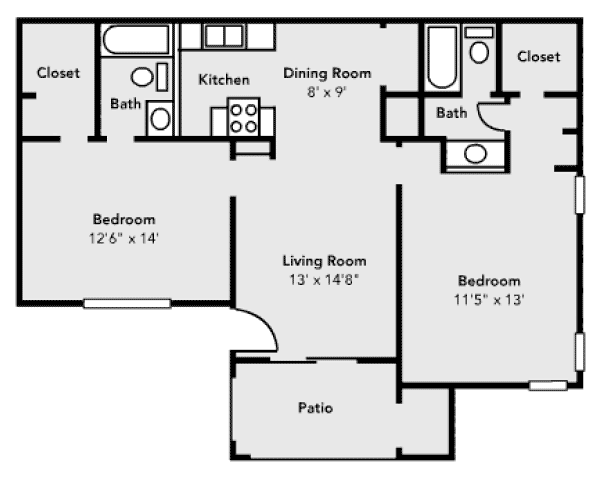 Closet
Bath
Kitchen
Dining Room
8' x 9'
Bath
Closet
Bedroom
12'6" x 14'
Living Room
13' x 14'8"
Bedroom
11'5" x 13'
Patio